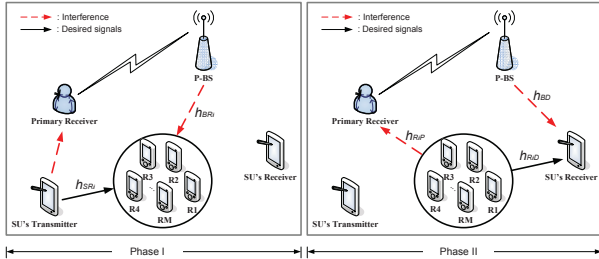 : Interference
: Desired signals
P-BS
hBRi
Primary Receiver
hSRi
R3
R2
R4
RM
R1
SU's Transmitter
SU's Receiver
Phase I
: Interference
: Desired signals
P-BS
hBD
Primary Receiver
hRiP
hRiD
R3
R2
R4
RM
R1
SU's Receiver
SU's Transmitter
Phase II